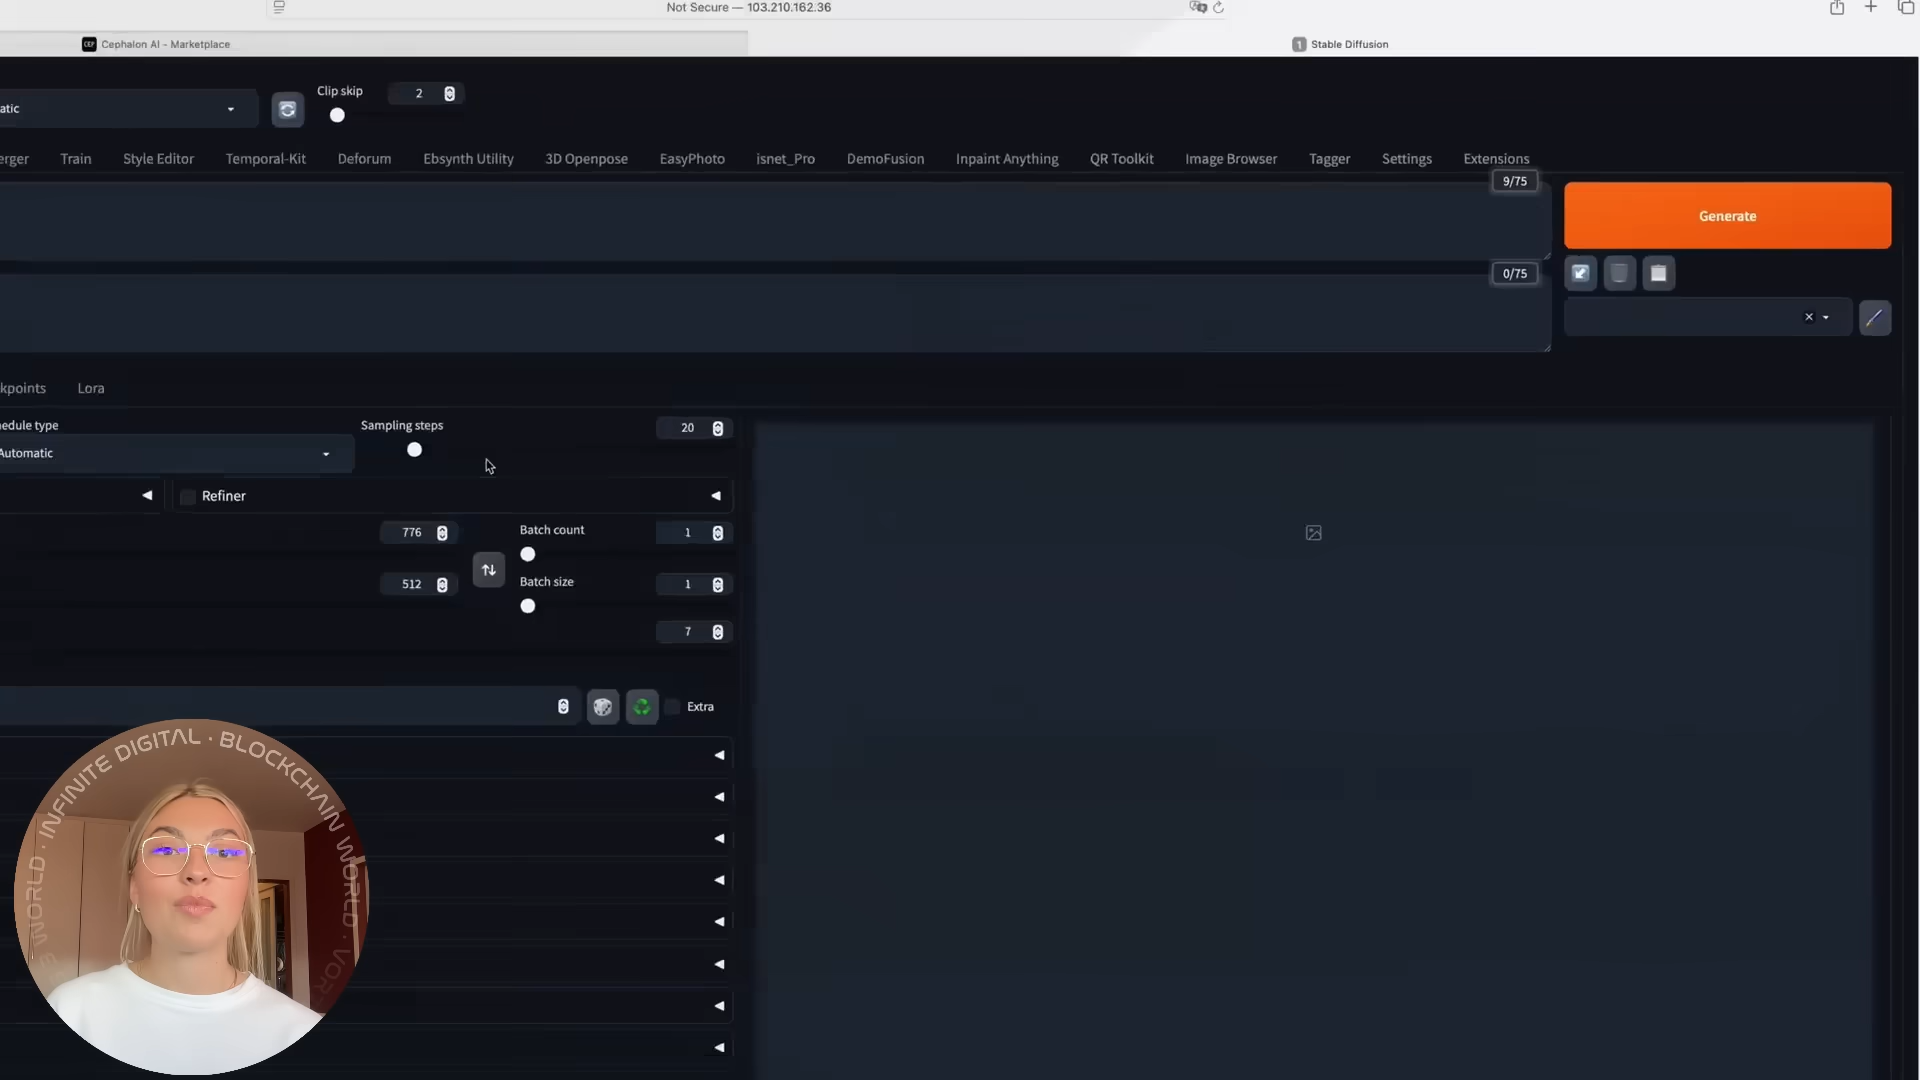 Not Secure — 103.210.162.36
CEP Cephalon AI - Marketplace
1 Stable Diffusion
Clip skip
2
atic
erger Train Style Editor Temporal-Kit Deforum Ebsynth Utility 3D Openpose EasyPhoto isnet_Pro DemoFusion Inpaint Anything QR Toolkit Image Browser Tagger Settings Extensions
9/75
Generate
0/75
kpoints Lora
edule type
Sampling steps
20
Automatic
Refiner
776
Batch count
1
512
Batch size
1
7
Extra
WORLD · INFINITE DIGITAL · BLOCKCHAIN WORLD ·